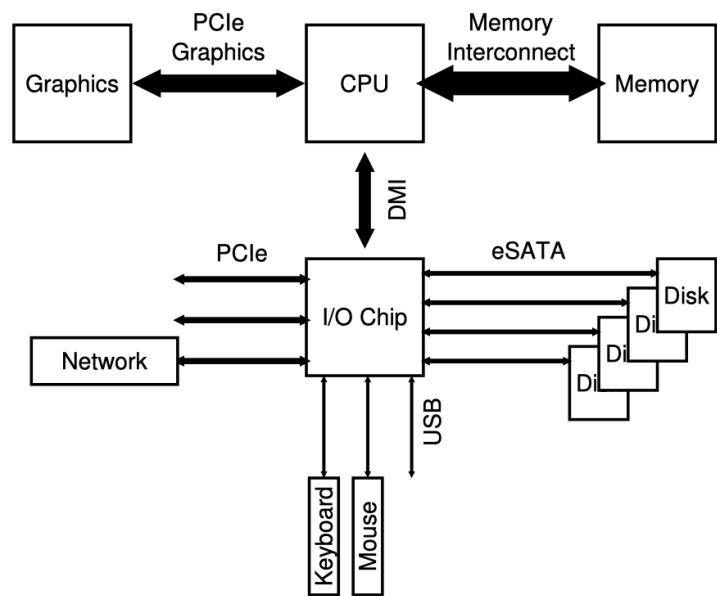 PCIe
Graphics
Memory
Interconnect
Graphics
CPU
Memory
DMI
PCIe
eSATA
I/O Chip
Disk
Di
Di
Di
Network
USB
Keyboard
Mouse